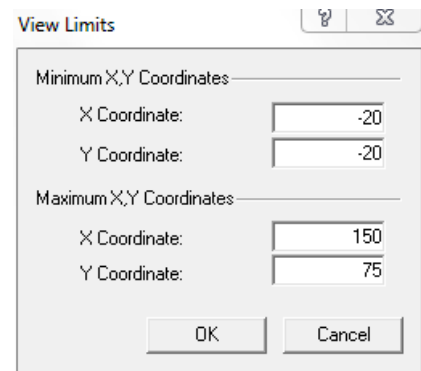 View Limits
Minimum X,Y Coordinates
X Coordinate: -20
Y Coordinate: -20
Maximum X,Y Coordinates
X Coordinate: 150
Y Coordinate: 75
OK Cancel